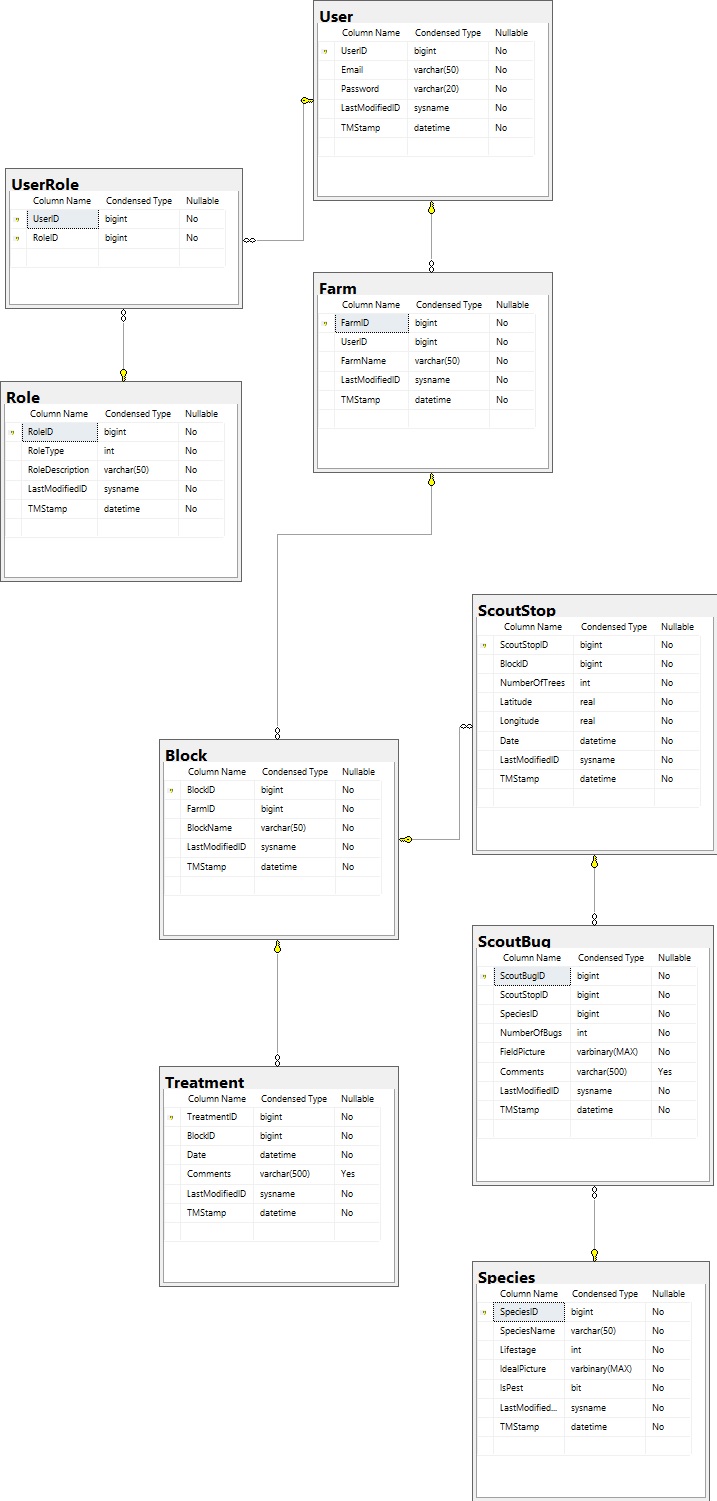 User
Column Name Condensed Type Nullable
UserID bigint No
Email varchar(50) No
Password varchar(20) No
LastModifiedID sysname No
TMStamp datetime No
UserRole
Column Name Condensed Type Nullable
UserID bigint No
RoleID bigint No
Farm
Column Name Condensed Type Nullable
FarmID bigint No
UserID bigint No
FarmName varchar(50) No
LastModifiedID sysname No
TMStamp datetime No
Role
Column Name Condensed Type Nullable
RoleID bigint No
RoleType int No
RoleDescription varchar(50) No
LastModifiedID sysname No
TMStamp datetime No
ScoutStop
Column Name Condensed Type Nullable
ScoutStopID bigint No
BlockID bigint No
NumberOfTrees int No
Latitude real No
Longitude real No
Date datetime No
LastModifiedID sysname No
TMStamp datetime No
Block
Column Name Condensed Type Nullable
BlockID bigint No
FarmID bigint No
BlockName varchar(50) No
LastModifiedID sysname No
TMStamp datetime No
ScoutBug
Column Name Condensed Type Nullable
ScoutBugID bigint No
ScoutStopID bigint No
SpeciesID bigint No
NumberOfBugs int No
FieldPicture varbinary(MAX) No
Comments varchar(500) Yes
LastModifiedID sysname No
TMStamp datetime No
Treatment
Column Name Condensed Type Nullable
TreatmentID bigint No
BlockID bigint No
Date datetime No
Comments varchar(500) Yes
LastModifiedID sysname No
TMStamp datetime No
Species
Column Name Condensed Type Nullable
SpeciesID bigint No
SpeciesName varchar(50) No
Lifestage int No
IdealPicture varbinary(MAX) No
IsPest bit No
LastModified... sysname No
TMStamp datetime No